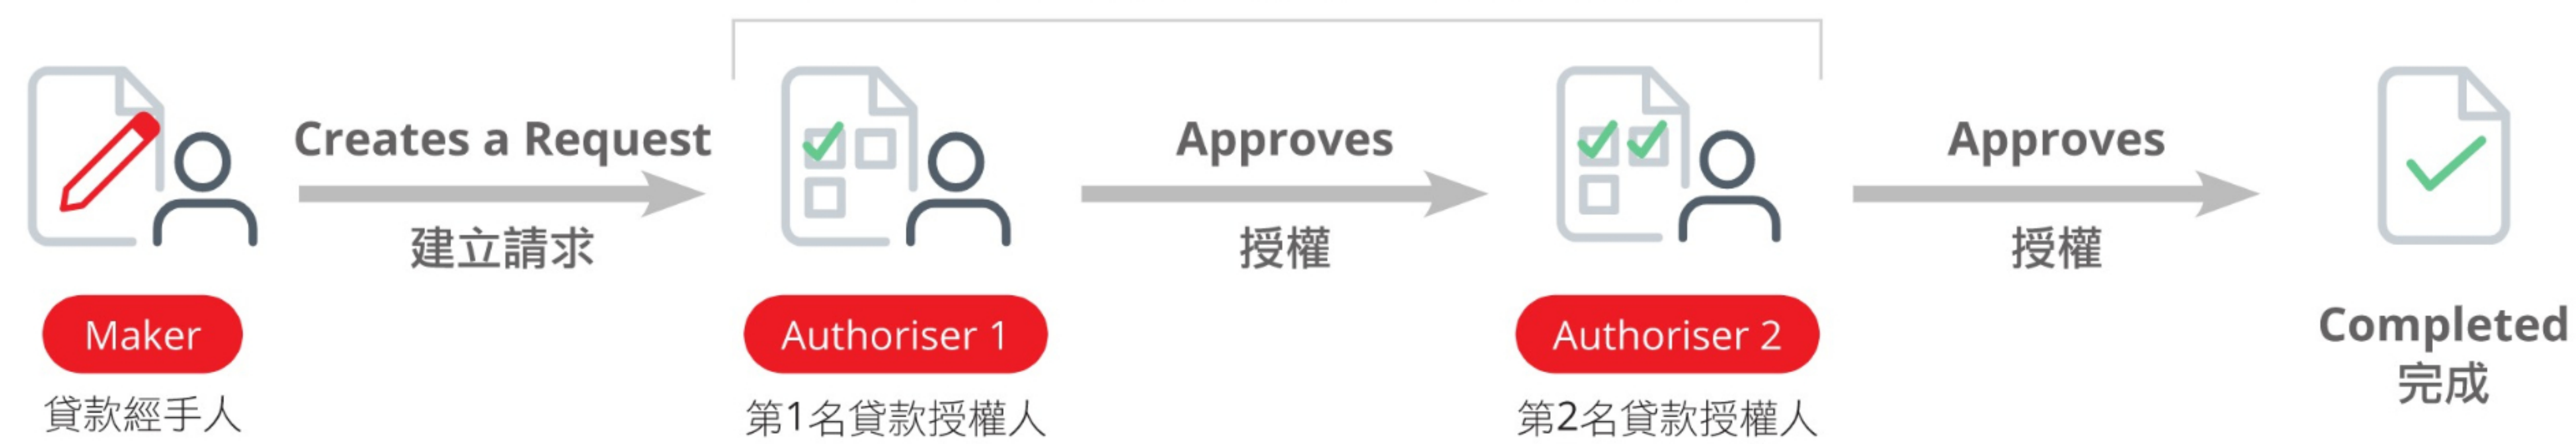 Creates a Request
建立請求
Approves
授權
Approves
授權
Maker
貸款經手人
Authoriser 1
第1名貸款授權人
Authoriser 2
第2名貸款授權人
Completed
完成